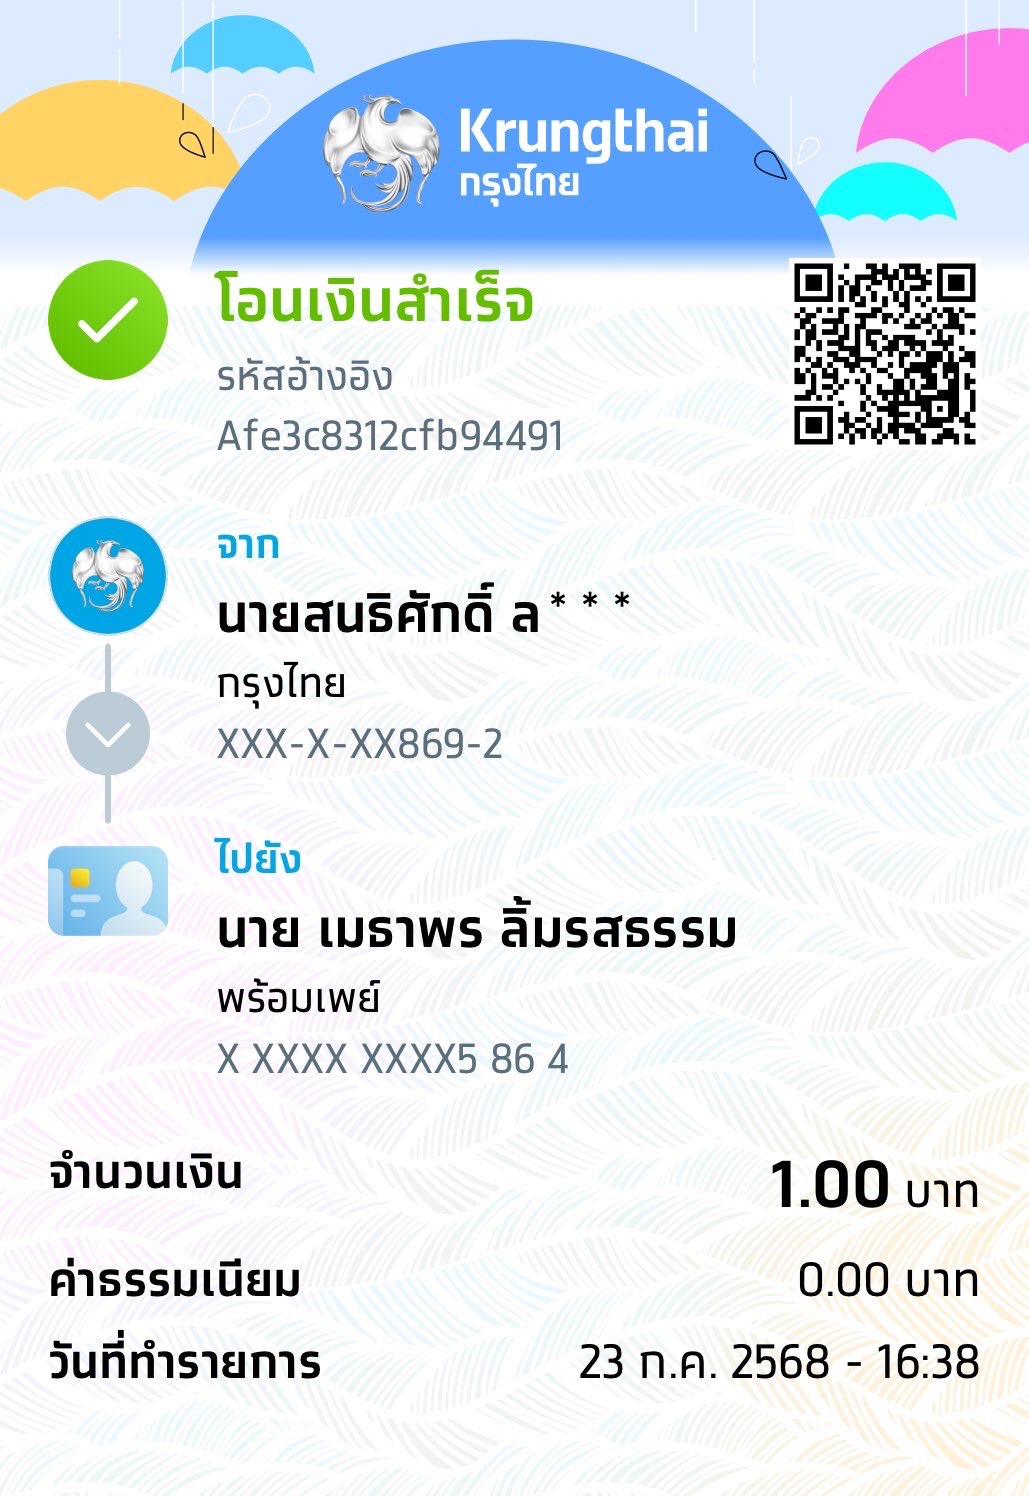 Krungthai
กรุงไทย
โอนเงินสำเร็จ
รหัสอ้างอิง
Afe3c8312cfb94491
จาก
นายสนธิศักดิ์ ล***
กรุงไทย
XXX-X-XX869-2
ไปยัง
นาย เมธาพร ลิ้มรสธรรม
พร้อมเพย์
X XXXX XXXX5 86 4
จำนวนเงิน 1.00 บาท
ค่าธรรมเนียม 0.00 บาท
วันที่ทำรายการ 23 ก.ค. 2568 - 16:38